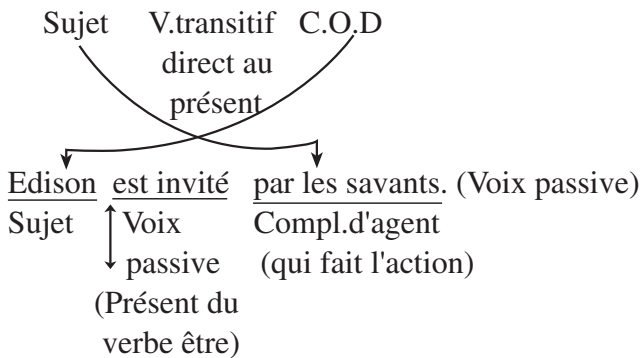 Sujet V.transitif C.O.D
direct au
présent
Edison est invité par les savants. (Voix passive)
Sujet Voix Compl.d'agent
passive (qui fait l'action)
(Présent du
verbe être)